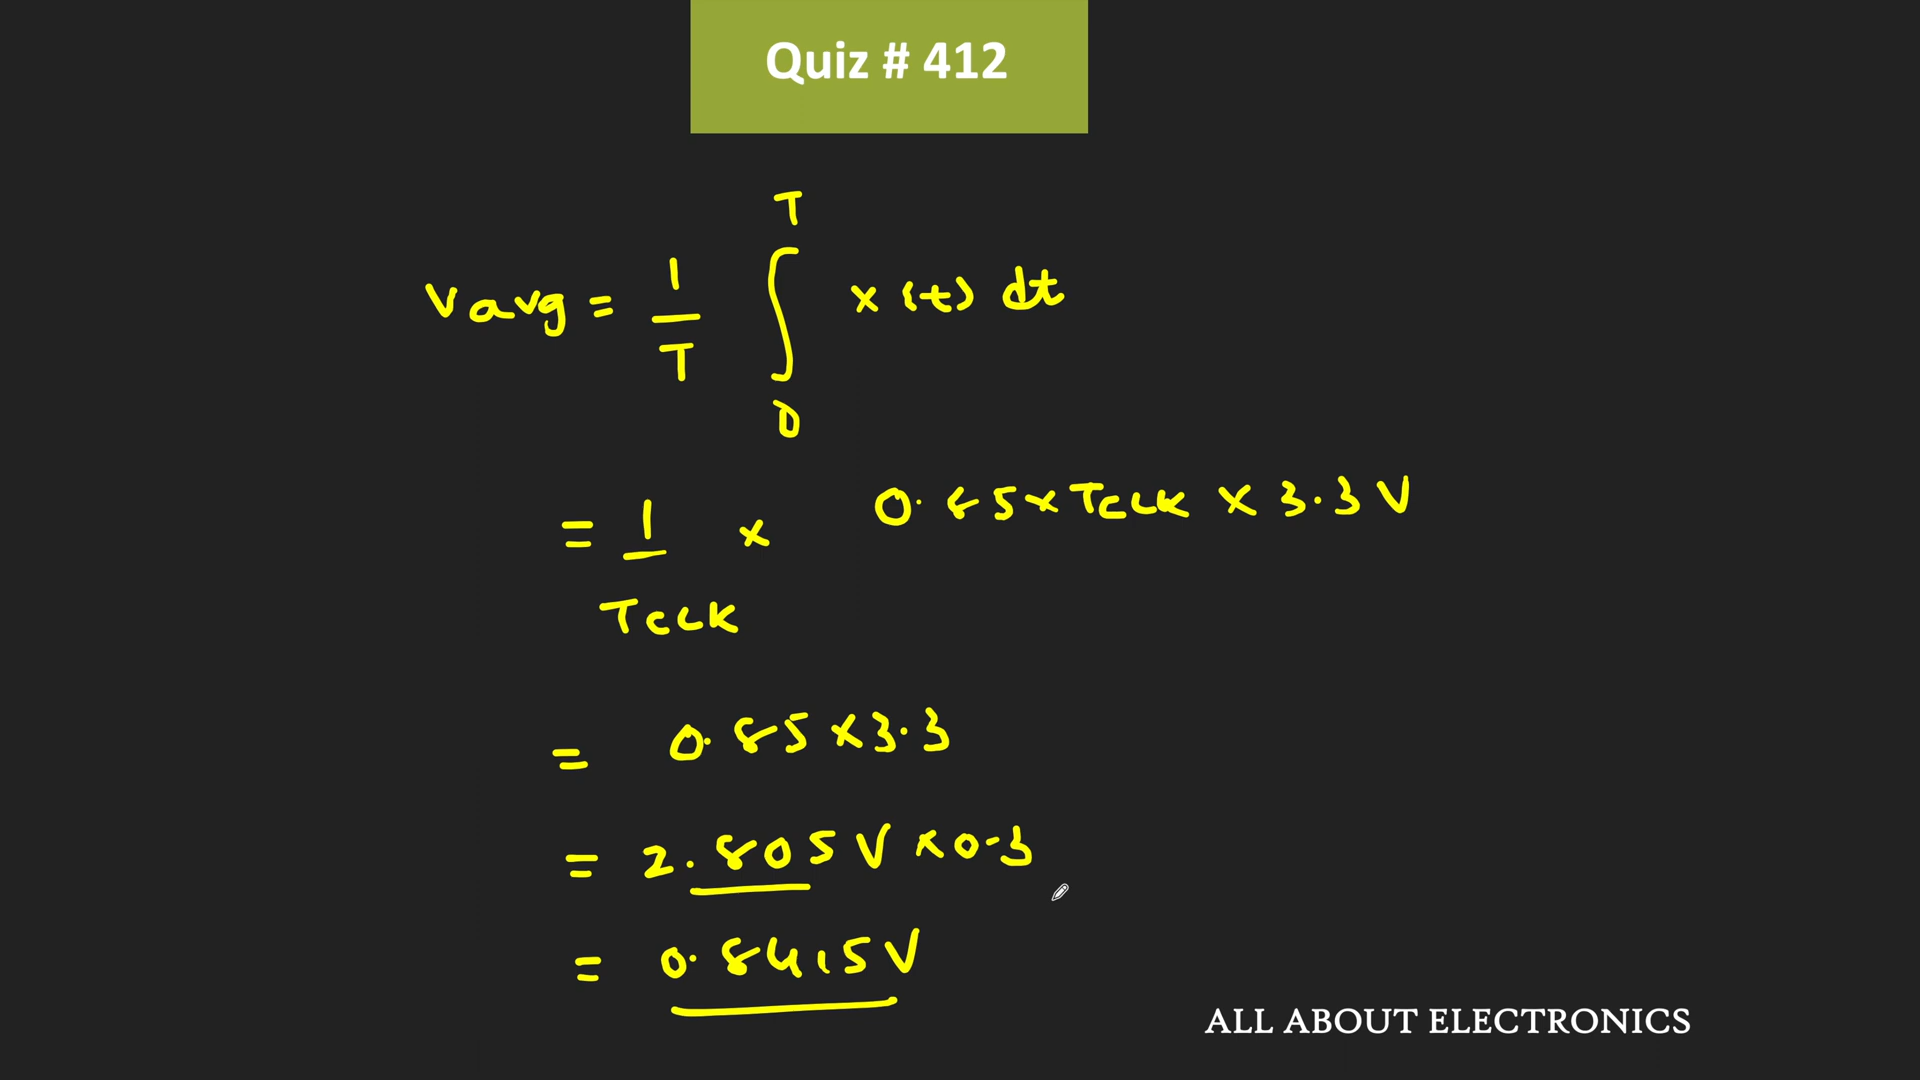 Quiz # 412
Vavg = 1/T ∫₀ᵀ x(t) dt
= 1/TCLK × 0.85 × TCLK × 3.3 V
= 0.85 × 3.3
= 2.805 V × 0.3
= 0.8415 V
ALL ABOUT ELECTRONICS